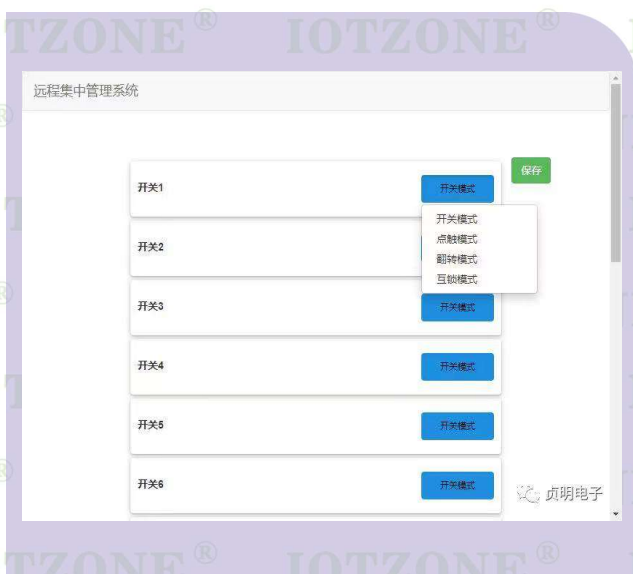 TZONE® IOTZONE®
远程集中管理系统
保存
开关1 开关模式
开关模式
点触模式
翻转模式
互锁模式
开关2
开关3 开关模式
开关4 开关模式
开关5 开关模式
开关6 开关模式
贞明电子
TZONE® IOTZONE®